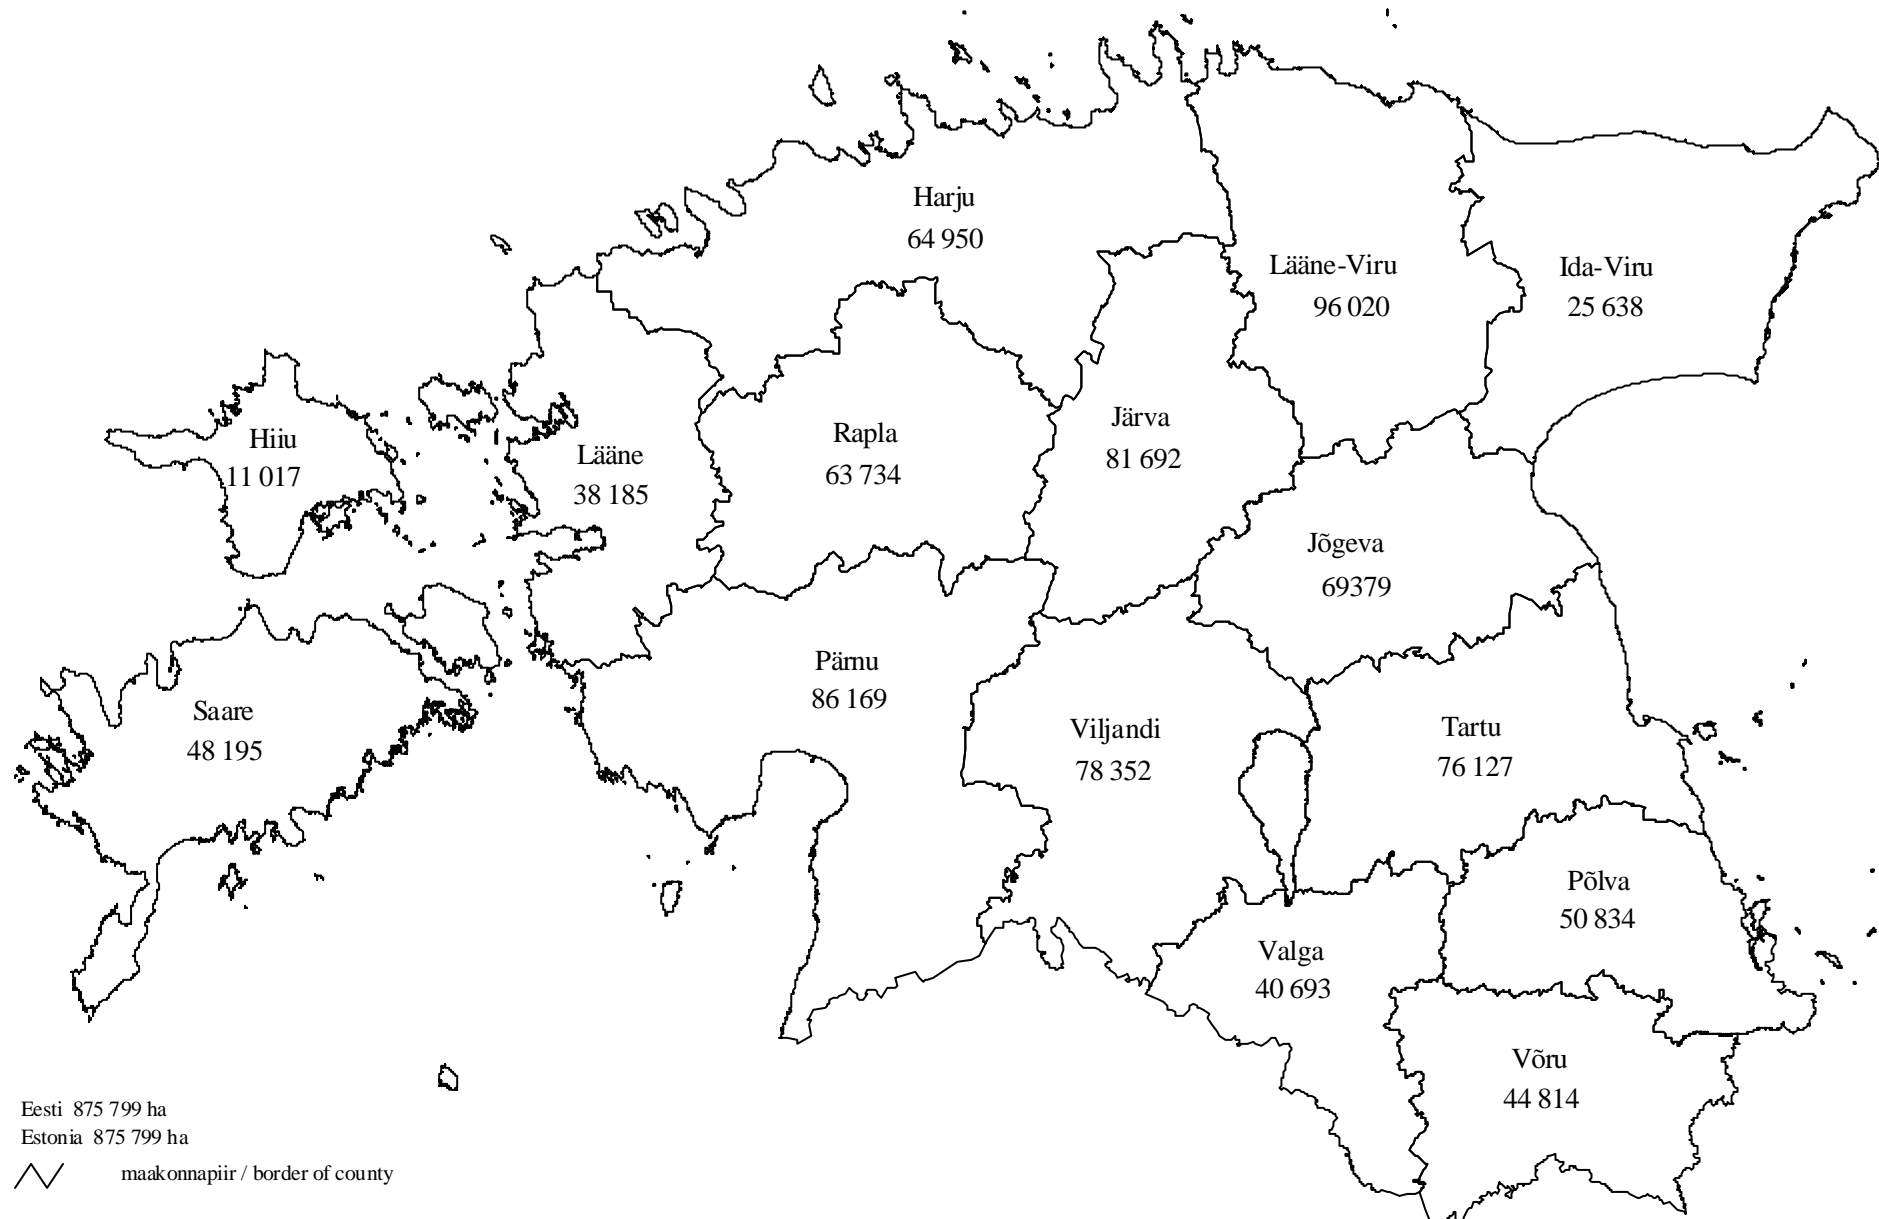 Harju
64 950
Lääne-Viru
96 020
Ida-Viru
25 638
Hiiu
11 017
Lääne
38 185
Rapla
63 734
Järva
81 692
Jõgeva
69379
Saare
48 195
Pärnu
86 169
Viljandi
78 352
Tartu
76 127
Põlva
50 834
Valga
40 693
Võru
44 814
Eesti 875 799 ha
Estonia 875 799 ha
maakonnapiir / border of county